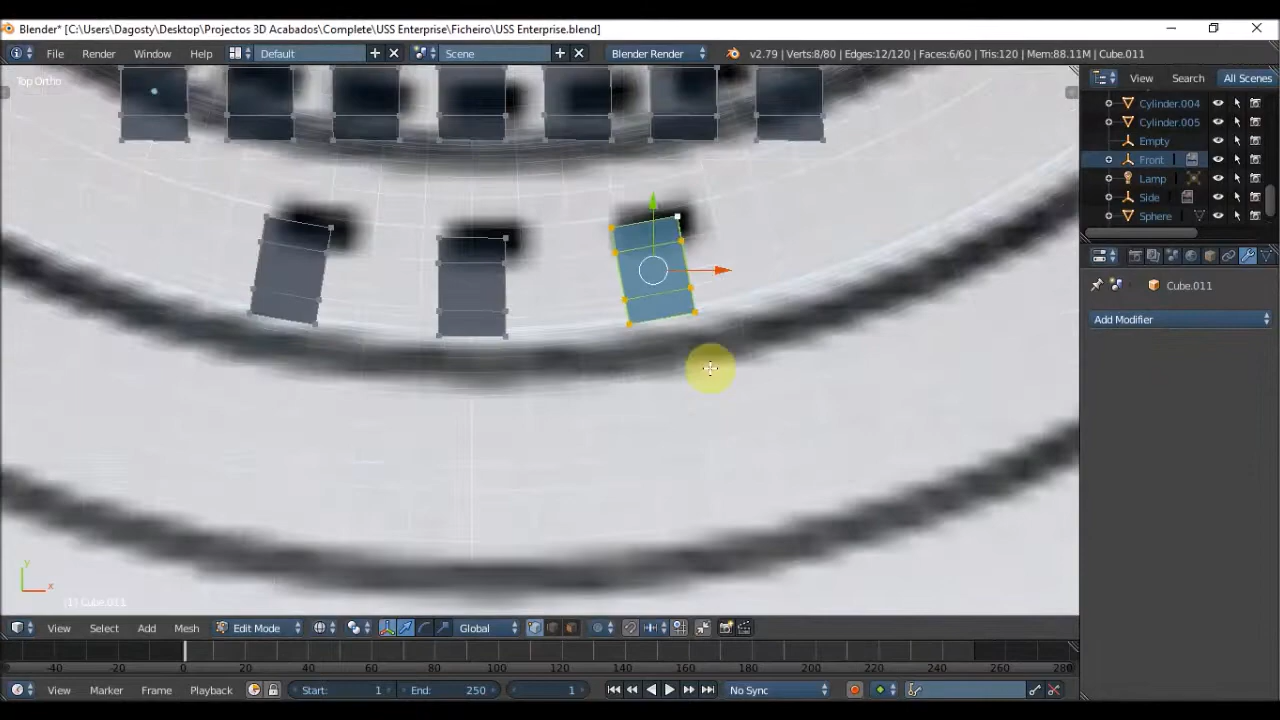 Blender* [C:\Users\Dagosty\Desktop\Projectos 3D Acabados\Complete\USS Enterprise\Ficheiro\USS Enterprise.blend]
File Render Window Help Default Scene Blender Render v2.79 | Verts:8/80 | Edges:12/120 | Faces:6/60 | Tris:120 | Mem:88.11M | Cube.011
Top Ortho
View Search All Scenes
Cylinder.004
Cylinder.005
Empty
Front
Lamp
Side
Sphere
Cube.011
Add Modifier
y
x
(1) Cube.011
View Select Add Mesh Edit Mode Global
-40 -20 0 20 40 60 80 100 120 140 160 180 200 220 240 260 280
View Marker Frame Playback Start: 1 End: 250 1 No Sync